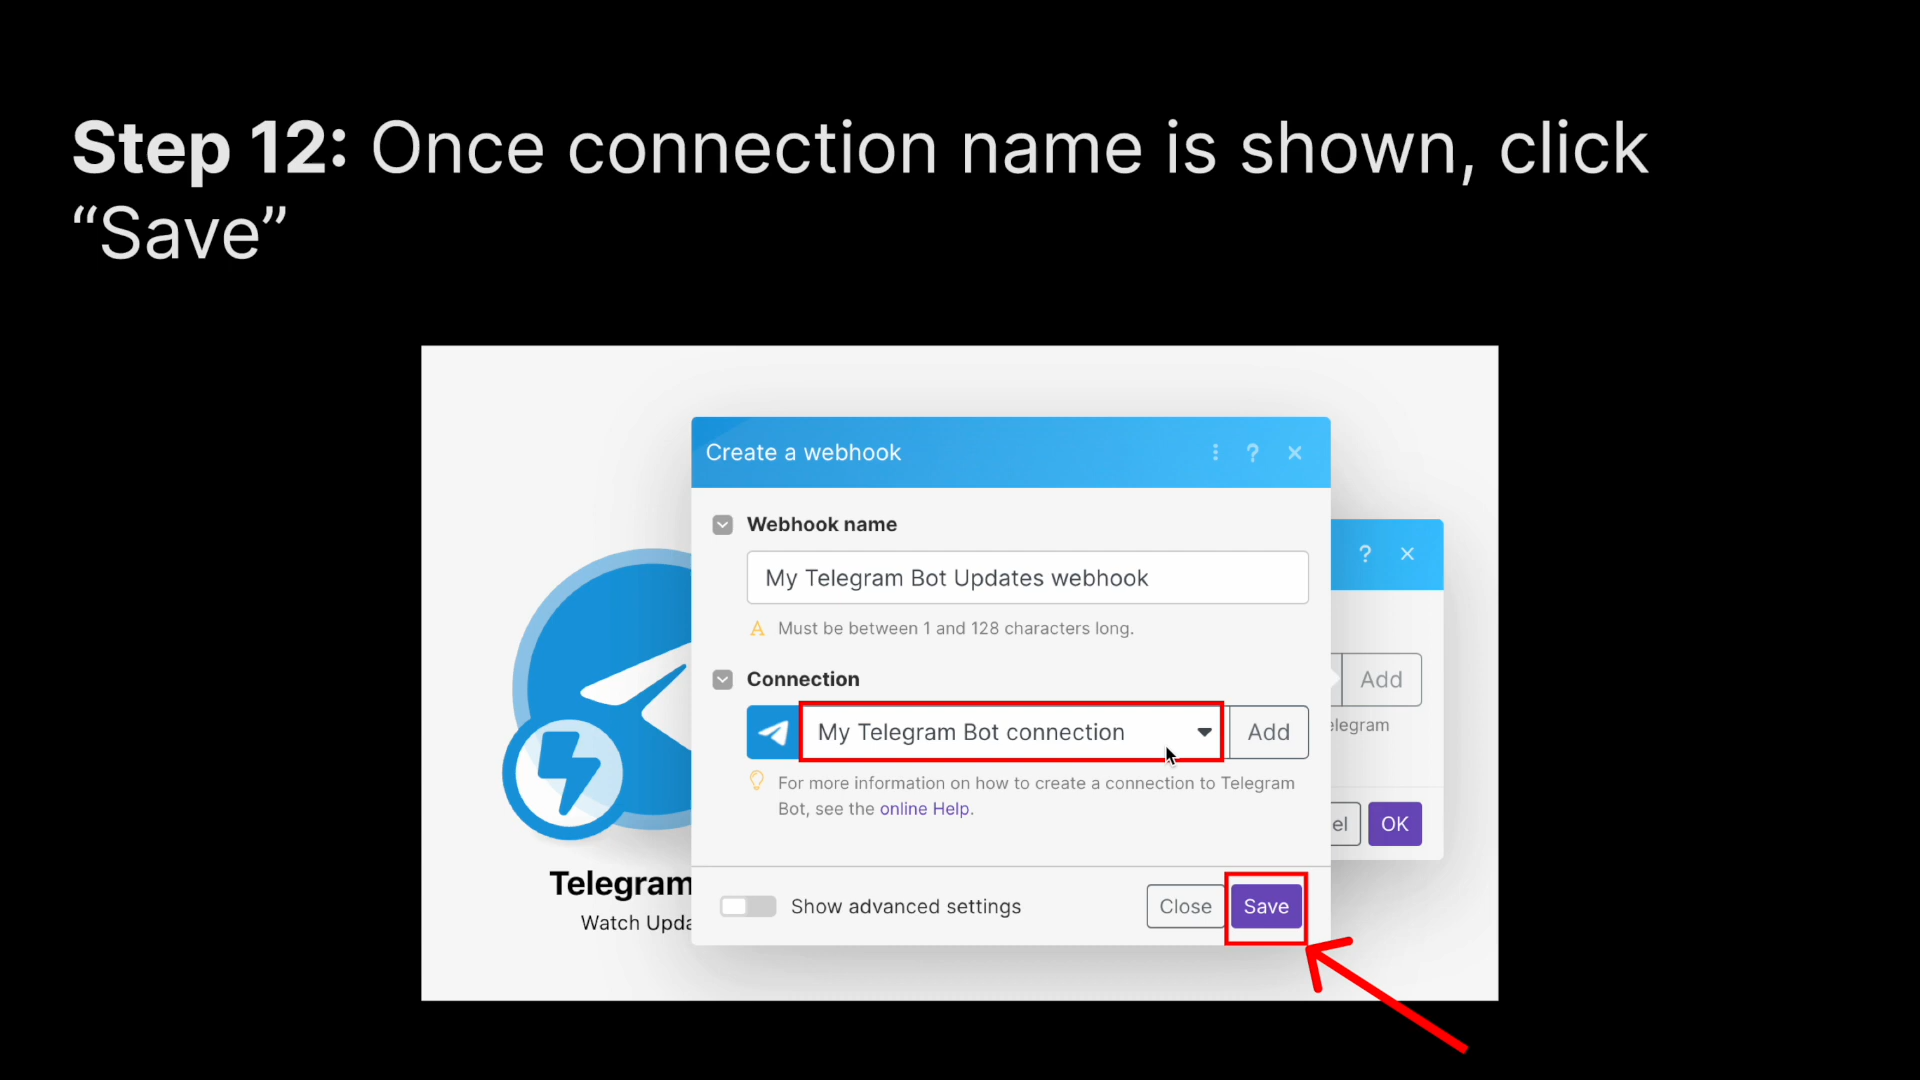 Step 12: Once connection name is shown, click
“Save”
Create a webhook
?
Webhook name
My Telegram Bot Updates webhook
Must be between 1 and 128 characters long.
Connection
My Telegram Bot connection
Add
For more information on how to create a connection to Telegram
Bot, see the online Help.
Show advanced settings
Close
Save
?
Add
elegram
el
OK
Telegram
Watch Upda